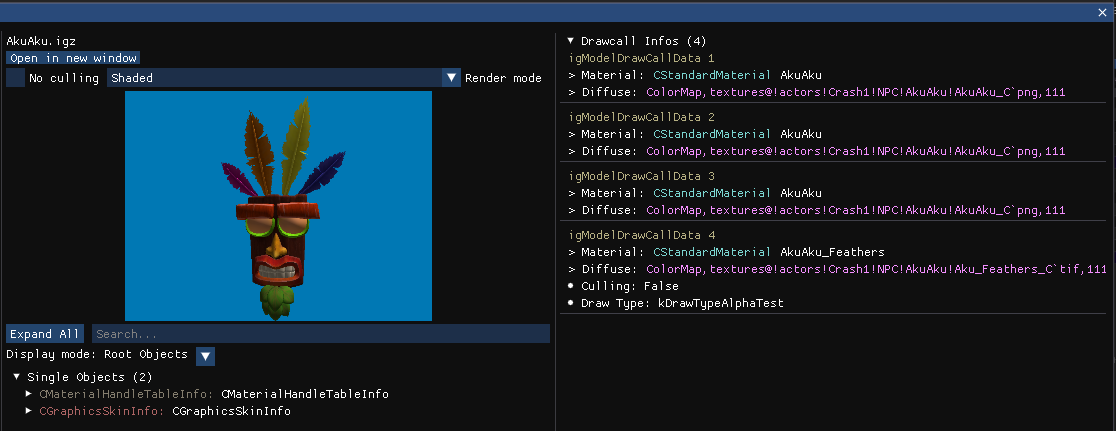 AkuAku.igz
Open in new window
No culling Shaded Render mode
Expand All Search...
Display mode: Root Objects
Single Objects (2)
CMaterialHandleTableInfo: CMaterialHandleTableInfo
CGraphicsSkinInfo: CGraphicsSkinInfo
Drawcall Infos (4)
igModelDrawCallData 1
> Material: CStandardMaterial AkuAku
> Diffuse: ColorMap,textures@!actors!Crash1!NPC!AkuAku!AkuAku_C`png,111
igModelDrawCallData 2
> Material: CStandardMaterial AkuAku
> Diffuse: ColorMap,textures@!actors!Crash1!NPC!AkuAku!AkuAku_C`png,111
igModelDrawCallData 3
> Material: CStandardMaterial AkuAku
> Diffuse: ColorMap,textures@!actors!Crash1!NPC!AkuAku!AkuAku_C`png,111
igModelDrawCallData 4
> Material: CStandardMaterial AkuAku_Feathers
> Diffuse: ColorMap,textures@!actors!Crash1!NPC!AkuAku!Aku_Feathers_C`tif,111
Culling: False
Draw Type: kDrawTypeAlphaTest